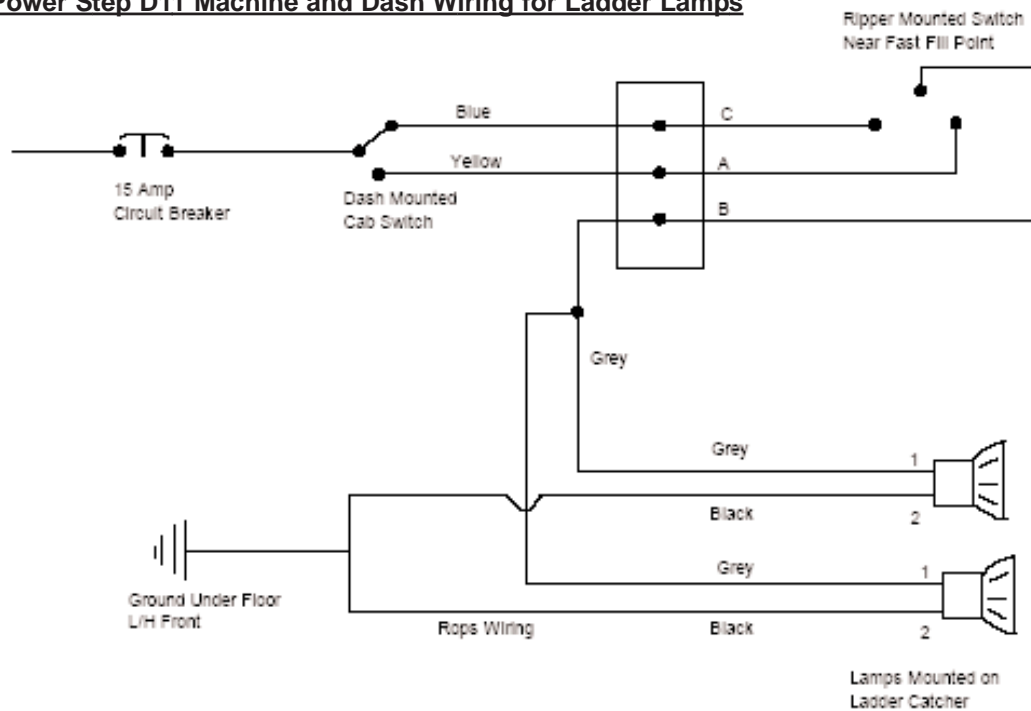 Power Step D11 Machine and Dash Wiring for Ladder Lamps
Ripper Mounted Switch
Near Fast Fill Point
Blue
C
Yellow
A
15 Amp
Circuit Breaker
Dash Mounted
Cab Switch
B
Grey
Grey
1
Black
2
Grey
1
Ground Under Floor
L/H Front
Rops Wiring
Black
2
Lamps Mounted on
Ladder Catcher